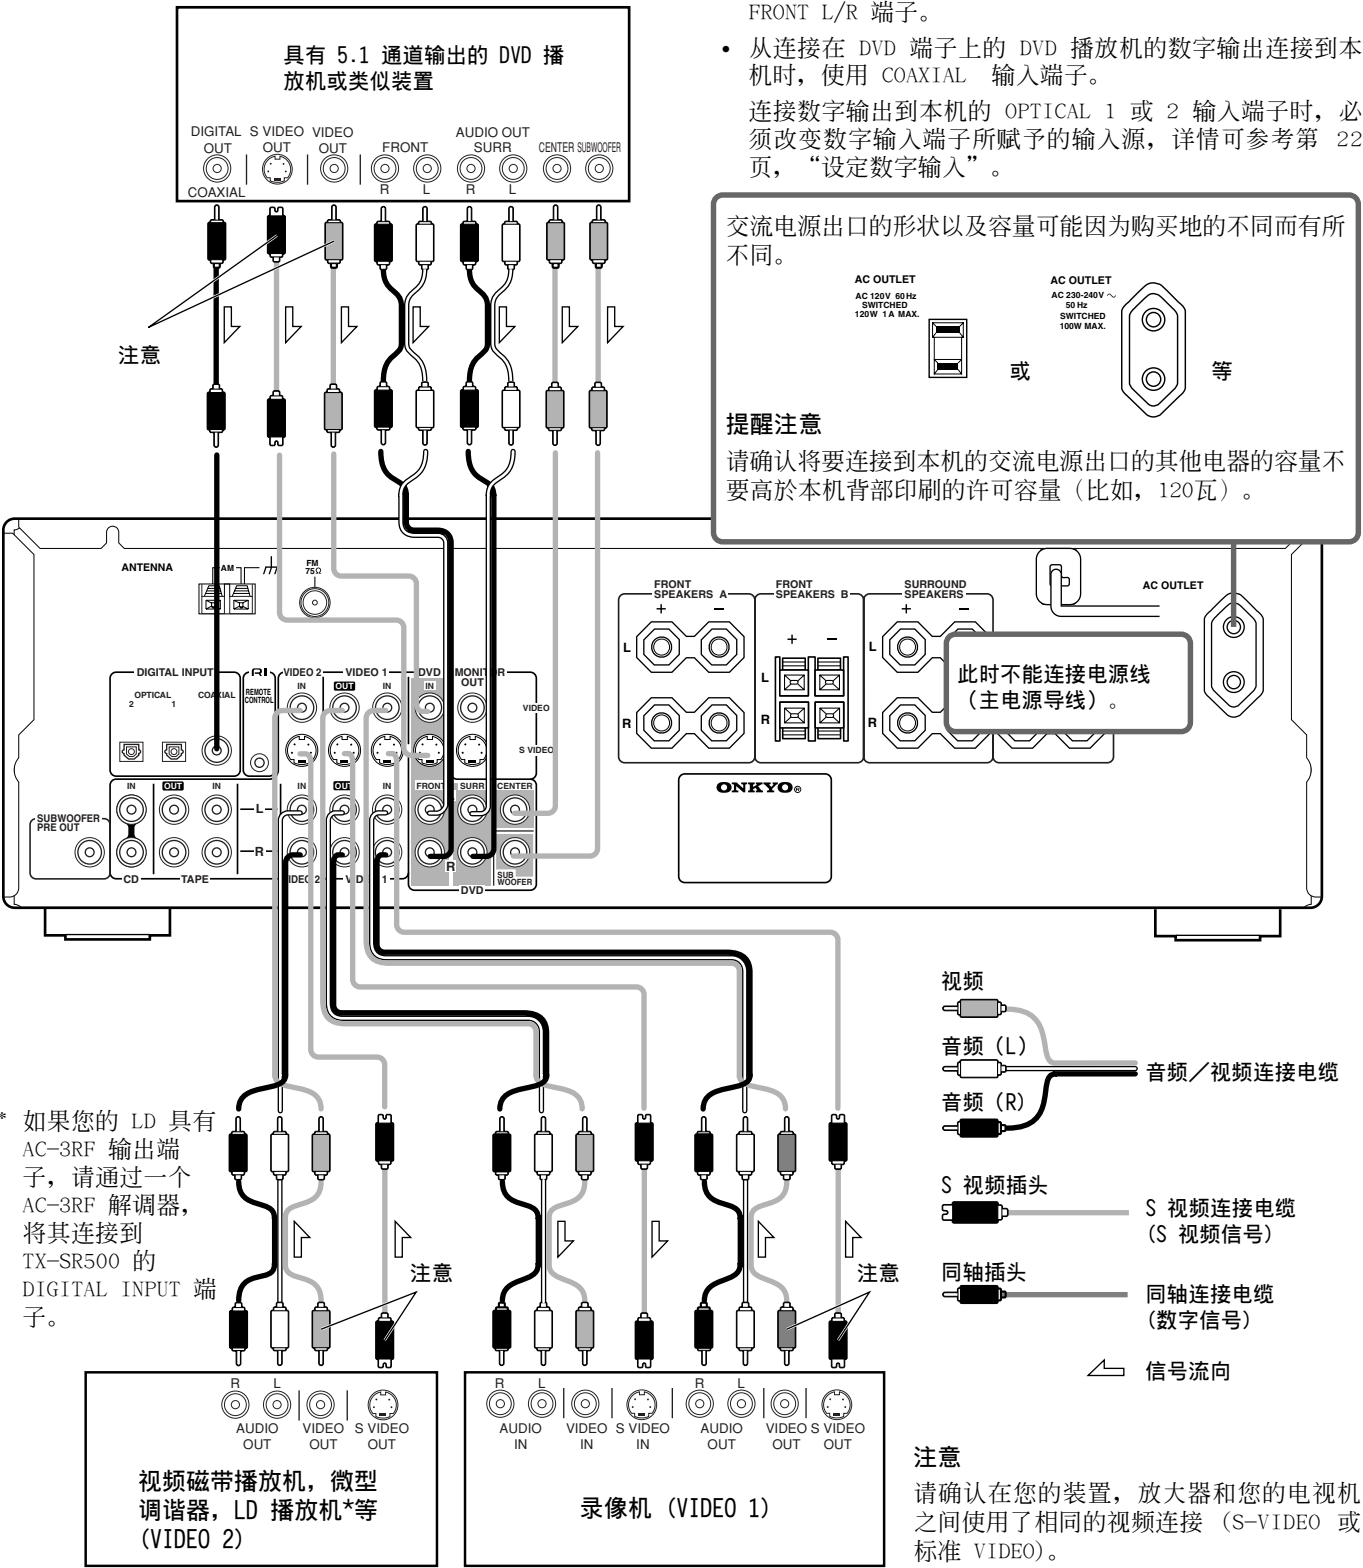 FRONT L/R 端子。
• 从连接在 DVD 端子上的 DVD 播放机的数字输出连接到本
机时，使用 COAXIAL 输入端子。
连接数字输出到本机的 OPTICAL 1 或 2 输入端子时，必
须改变数字输入端子所赋予的输入源，详情可参考第 22
页，“设定数字输入”。
具有 5.1 通道输出的 DVD 播
放机或类似装置
DIGITAL OUT
COAXIAL
S VIDEO OUT
VIDEO OUT
FRONT
R L
AUDIO OUT
SURR
R L
CENTER
SUBWOOFER
注意
交流电源出口的形状以及容量可能因为购买地的不同而有所
不同。
AC OUTLET
AC 120V 60Hz
SWITCHED
120W 1A MAX.
或
AC OUTLET
AC 230-240V ～
50 Hz
SWITCHED
100W MAX.
等
提醒注意
请确认将要连接到本机的交流电源出口的其他电器的容量不
要高於本机背部印刷的许可容量（比如，120瓦）。
ANTENNA
AM
FM
75Ω
FRONT
SPEAKERS A
+ −
L
R
FRONT
SPEAKERS B
+ −
L
R
SURROUND
SPEAKERS
+ −
L
R
AC OUTLET
此时不能连接电源线
（主电源导线）。
DIGITAL INPUT
OPTICAL
2 1
COAXIAL
RI
REMOTE
CONTROL
VIDEO 2
IN
VIDEO 1
OUT IN
DVD
IN
MONITOR
OUT
VIDEO
S VIDEO
IN OUT IN
L
R
CD TAPE
SUBWOOFER
PRE OUT
IN OUT IN
VIDEO 2 VIDEO 1
FRONT SURR CENTER
R
SUB
WOOFER
DVD
ONKYO®
* 如果您的 LD 具有
AC-3RF 输出端
子，请通过一个
AC-3RF 解调器，
将其连接到
TX-SR500 的
DIGITAL INPUT 端
子。
注意
注意
R L
AUDIO
OUT
VIDEO
OUT
S VIDEO
OUT
视频磁带播放机，微型
调谐器，LD 播放机*等
(VIDEO 2)
R L
AUDIO
IN
VIDEO
IN
S VIDEO
IN
R L
AUDIO
OUT
VIDEO
OUT
S VIDEO
OUT
录像机 (VIDEO 1)
视频
音频 (L)
音频 (R)
音频／视频连接电缆
S 视频插头
S 视频连接电缆
(S 视频信号)
同轴插头
同轴连接电缆
(数字信号)
信号流向
注意
请确认在您的装置，放大器和您的电视机
之间使用了相同的视频连接 (S-VIDEO 或
标准 VIDEO)。